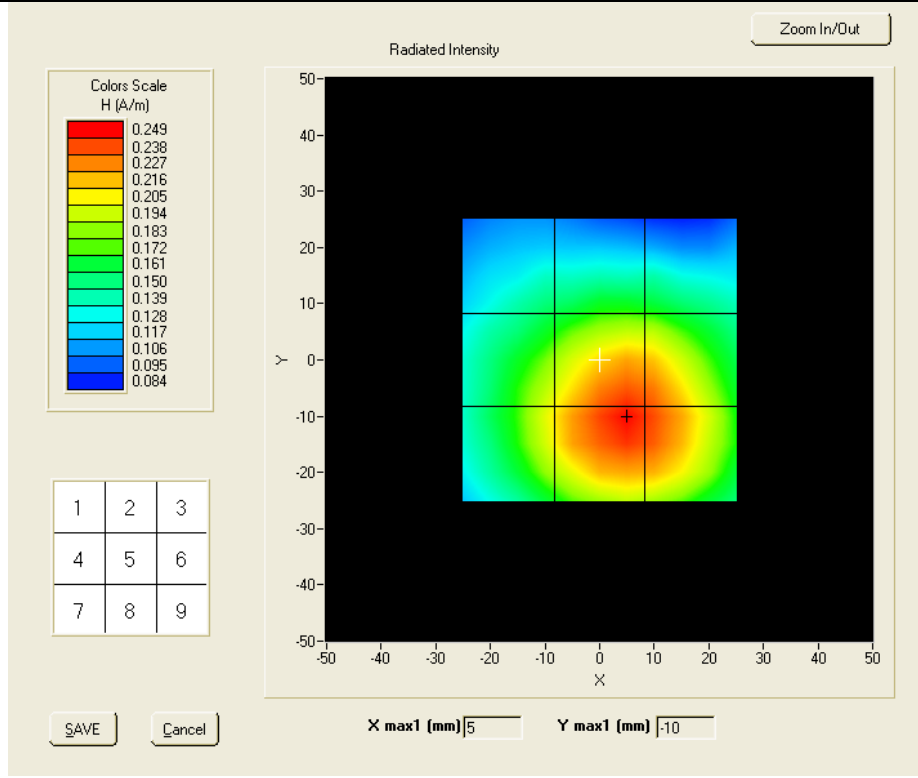 Zoom In/Out
Radiated Intensity
Colors Scale
H (A/m)
0.249
0.238
0.227
0.216
0.205
0.194
0.183
0.172
0.161
0.150
0.139
0.128
0.117
0.106
0.095
0.084
50
40
30
20
10
0
-10
-20
-30
-40
-50
Y
-50 -40 -30 -20 -10 0 10 20 30 40 50
X
1 2 3
4 5 6
7 8 9
SAVE Cancel X max1 (mm) 5 Y max1 (mm) -10